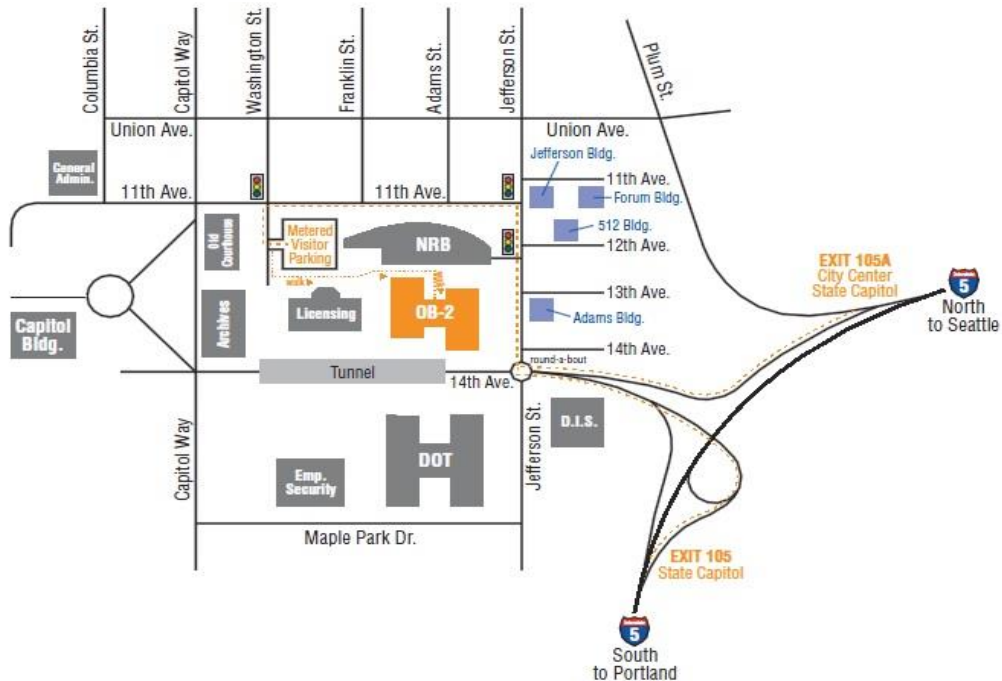 Columbia St.
Capitol Way
Washington St.
Franklin St.
Adams St.
Jefferson St.
Plum St.
Union Ave.
Union Ave.
Jefferson Bldg.
General
Admin.
11th Ave.
11th Ave.
11th Ave.
Forum Bldg.
512 Bldg.
Old
Courthouse
Metered
Visitor
Parking
NRB
12th Ave.
walk
walk
EXIT 105A
City Center
State Capitol
5
North
to Seattle
13th Ave.
Archives
Licensing
OB-2
Adams Bldg.
Capitol
Bldg.
14th Ave.
round-a-bout
Tunnel
14th Ave.
Capitol Way
Jefferson St.
D.I.S.
DOT
Emp.
Security
Maple Park Dr.
EXIT 105
State Capitol
5
South
to Portland